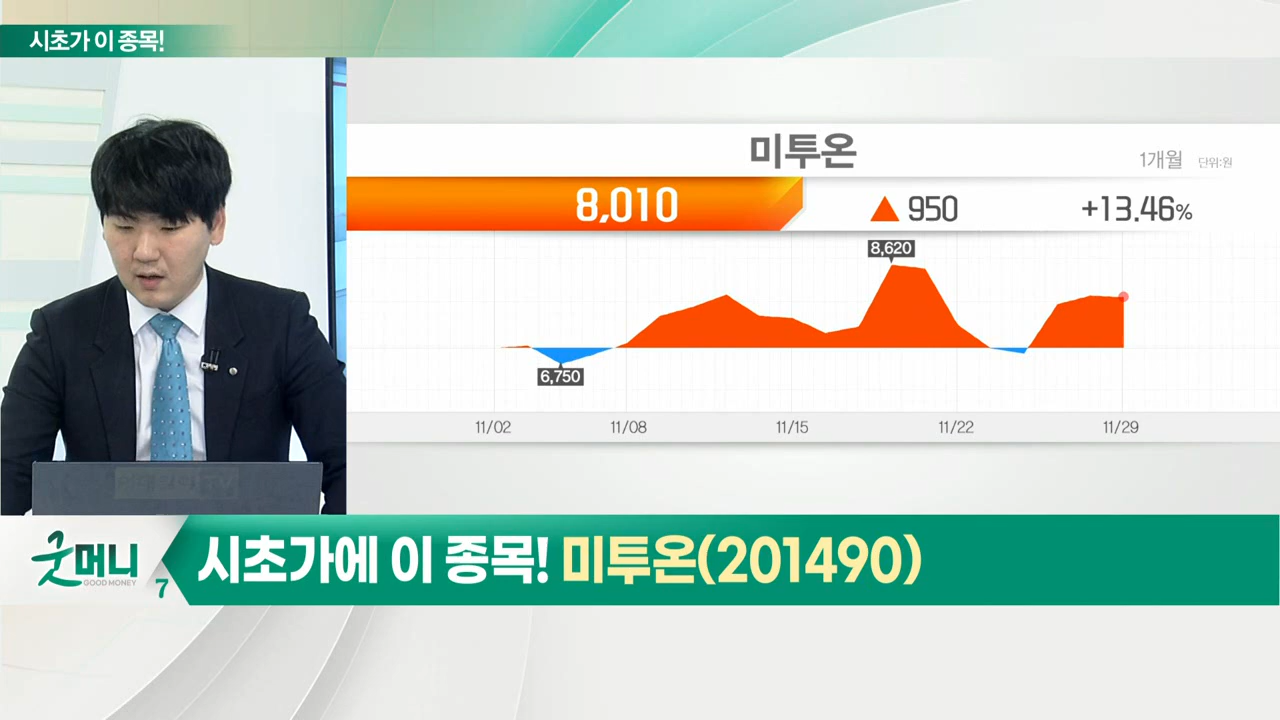 시초가 이 종목!
미투온
1개월 단위:원
8,010 ▲ 950 +13.46%
8,620
6,750
11/02 11/08 11/15 11/22 11/29
굿머니
GOOD MONEY
7
시초가에 이 종목! 미투온(201490)